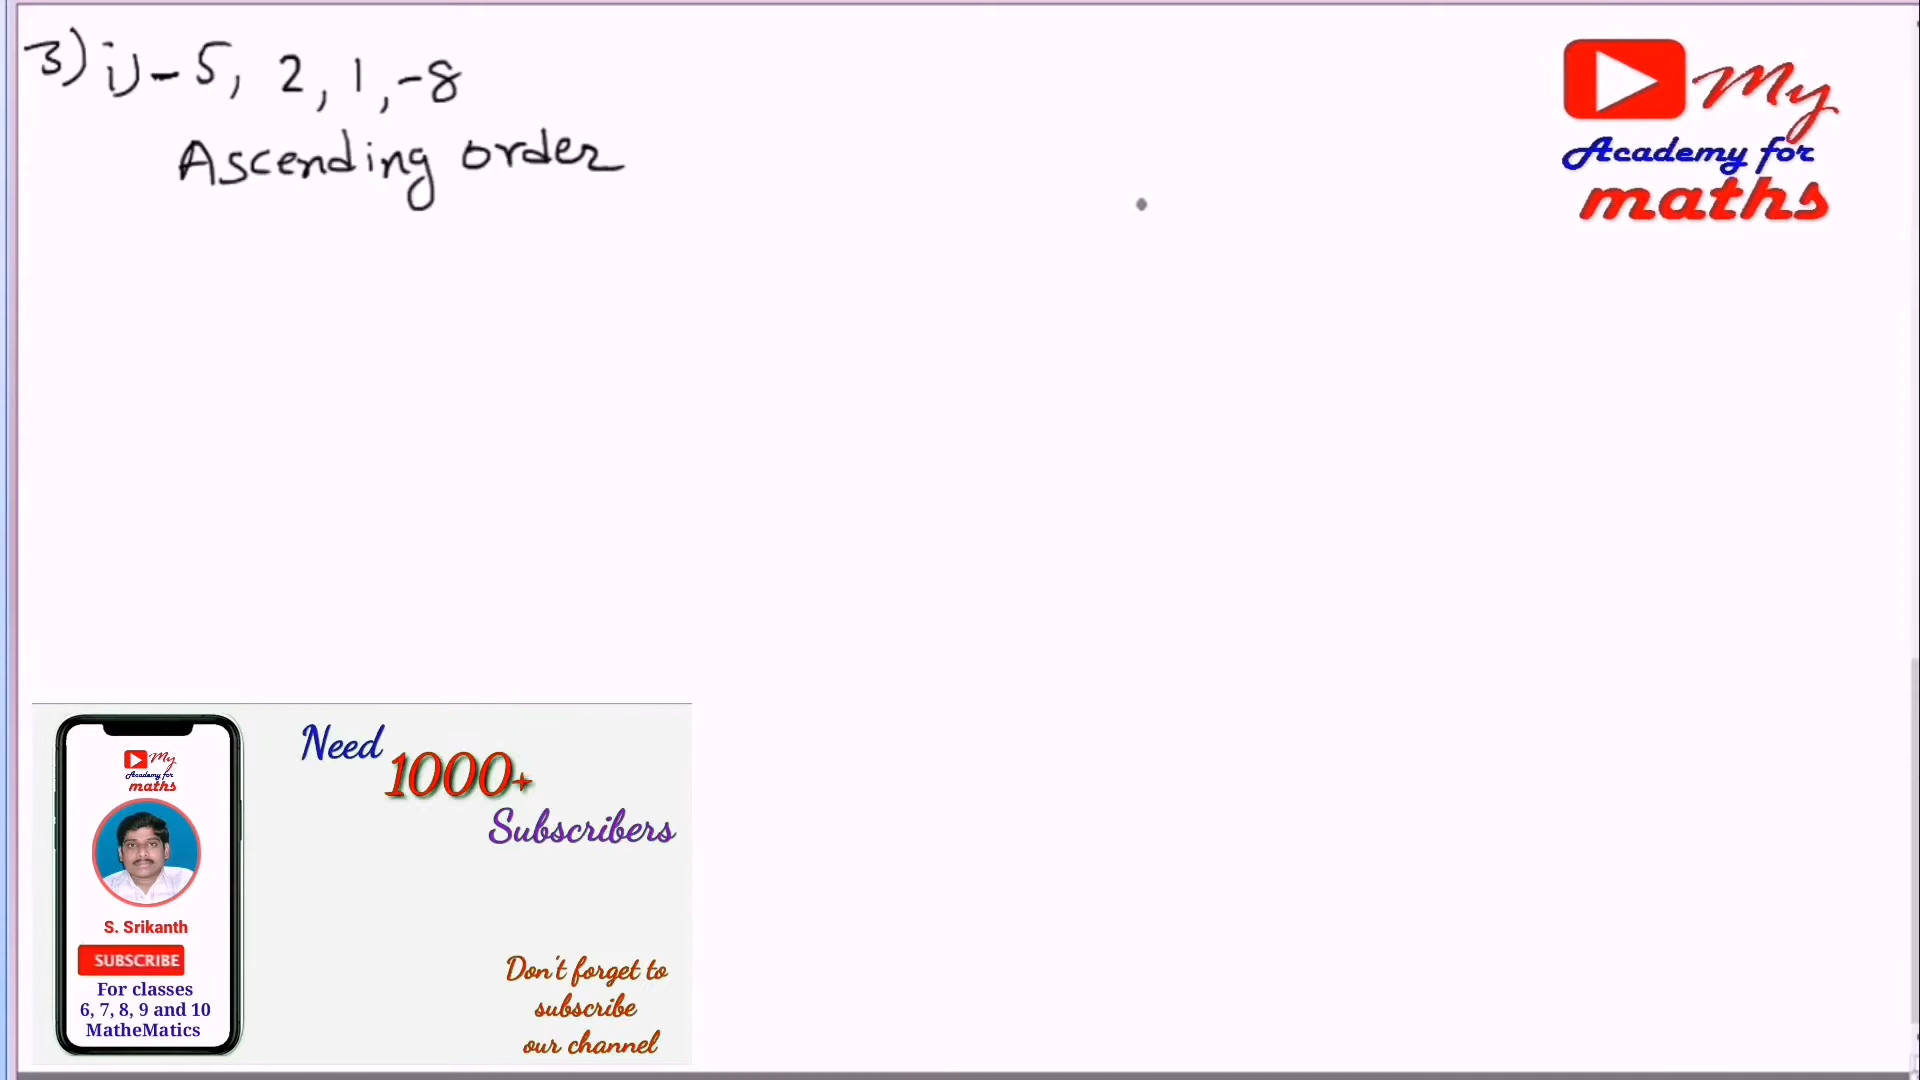 3) i) - 5, 2, 1, -8
Ascending order
My
Academy for
maths
Need
1000+
Subscribers
My
Academy for
maths
S. Srikanth
SUBSCRIBE
For classes
6, 7, 8, 9 and 10
MatheMatics
Don't forget to
subscribe
our channel